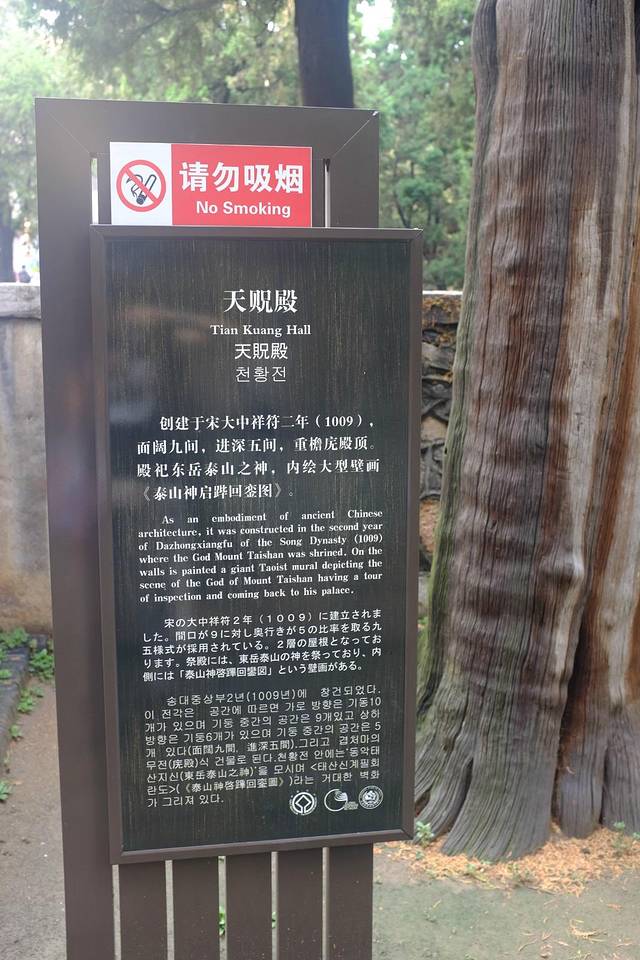 请勿吸烟
No Smoking
天贶殿
Tian Kuang Hall
天貺殿
천황전
创建于宋大中祥符二年（1009），
面阔九间，进深五间，重檐庑殿顶。
殿祀东岳泰山之神，内绘大型壁画
《泰山神启跸回銮图》。
As an embodiment of ancient Chinese
architecture, it was constructed in the second year
of Dazhongxiangfu of the Song Dynasty (1009)
where the God Mount Taishan was shrined. On the
walls is painted a giant Taoist mural depicting the
scene of the God of Mount Taishan having a tour
of inspection and coming back to his palace.
宋の大中祥符２年（１００９）に建立されま
した。間口が９に対し奥行きが５の比率を取る九
五様式が採用されている。２層の屋根となってお
ります。祭殿には、東岳泰山の神を祭っており、内
側には「泰山神啓蹕回鑾図」という壁画がある。
송대중상부2년(1009년)에 창건되었다.
이 전각은 공간에 따르면 가로 방향은 기동10
개가 있으며 기둥 중간의 공간은 9개있고 상하
방향은 기동6개가 있으며 기둥 중간의 공간은 5
개 있다(面闊九間，進深五間).그리고 겹처마의
무전(庑殿)식 건물로 된다.천황전 안에는'동악태
산지신(東岳泰山之神)'을 모시며 <태산신계필회
란도>(《泰山神啓蹕回鑾圖》)라는 거대한 벽화
가 그리져 있다.